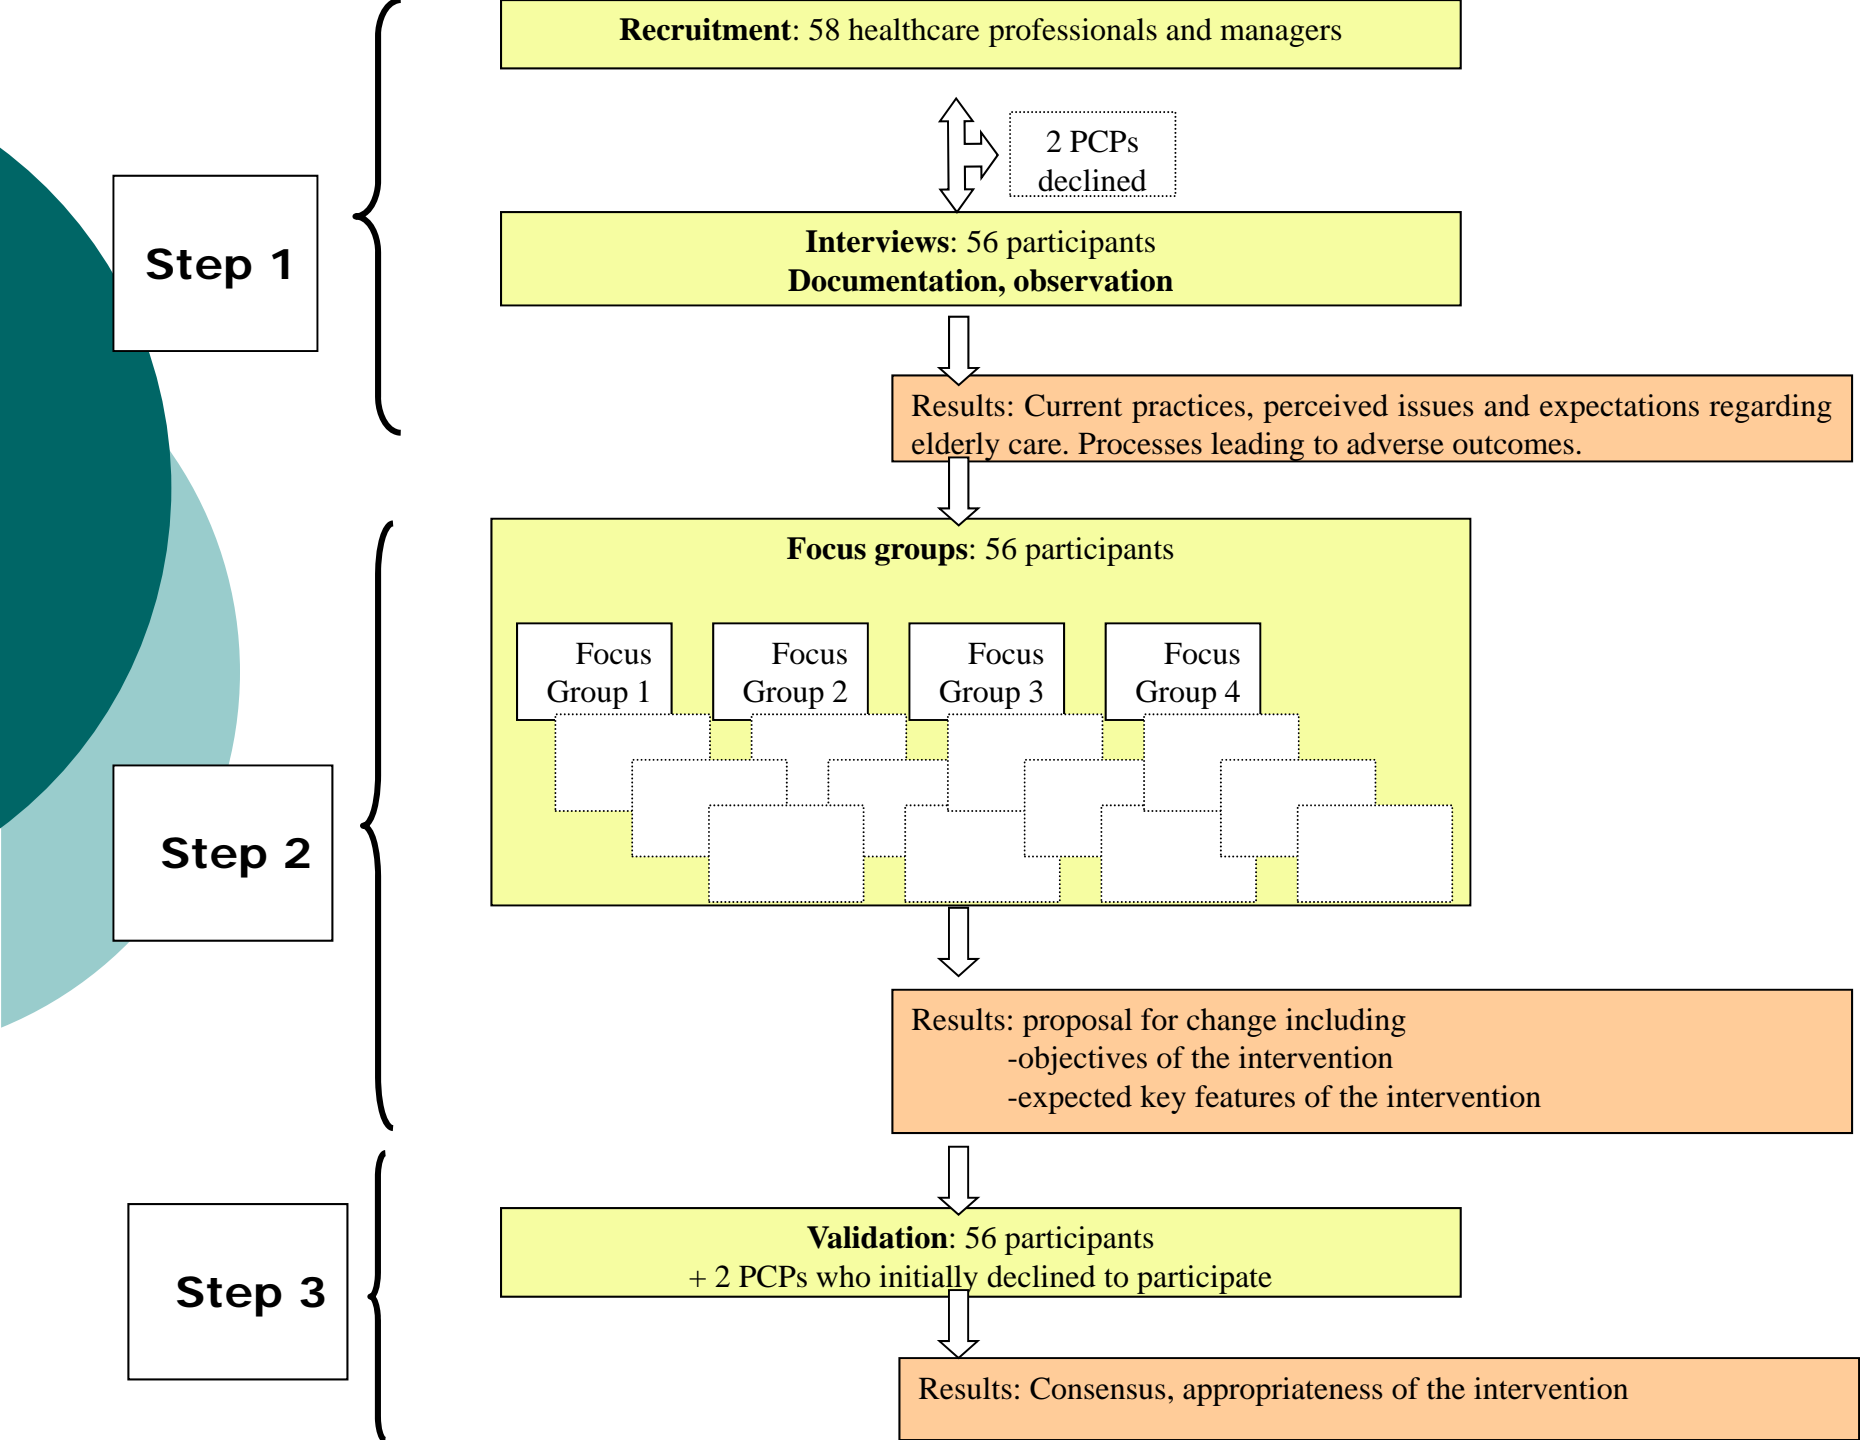 Recruitment: 58 healthcare professionals and managers
2 PCPs
declined
Step 1
Interviews: 56 participants
Documentation, observation
Results: Current practices, perceived issues and expectations regarding
elderly care. Processes leading to adverse outcomes.
Focus groups: 56 participants
Focus
Group 1
Focus
Group 2
Focus
Group 3
Focus
Group 4
Step 2
Results: proposal for change including
-objectives of the intervention
-expected key features of the intervention
Step 3
Validation: 56 participants
+ 2 PCPs who initially declined to participate
Results: Consensus, appropriateness of the intervention